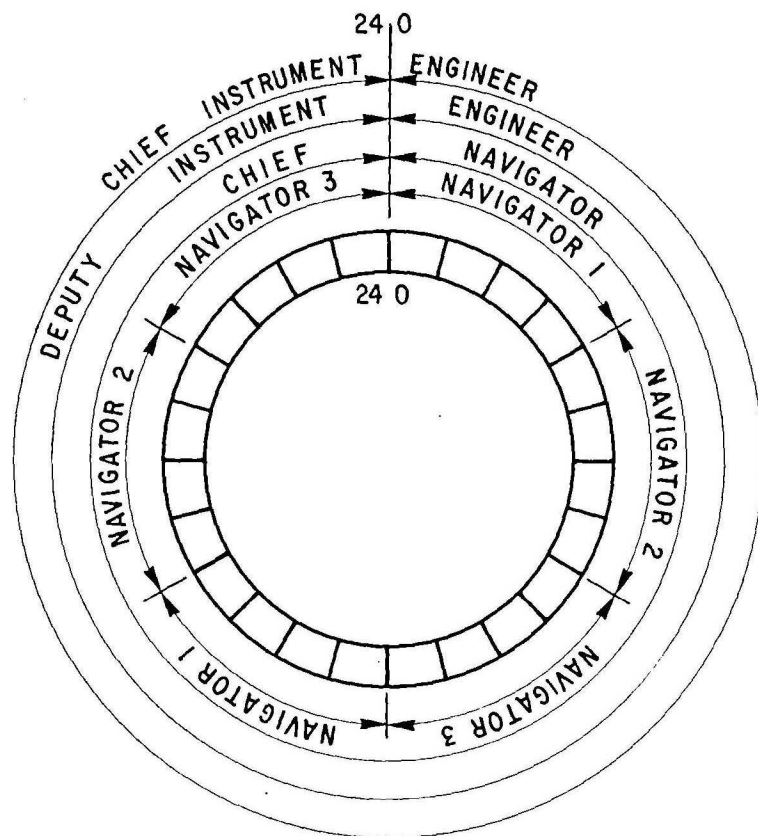 24 0
DEPUTY CHIEF INSTRUMENT ENGINEER
INSTRUMENT ENGINEER
CHIEF NAVIGATOR
NAVIGATOR 3
NAVIGATOR 1
24 0
NAVIGATOR 2
NAVIGATOR 2
NAVIGATOR 1
NAVIGATOR 3